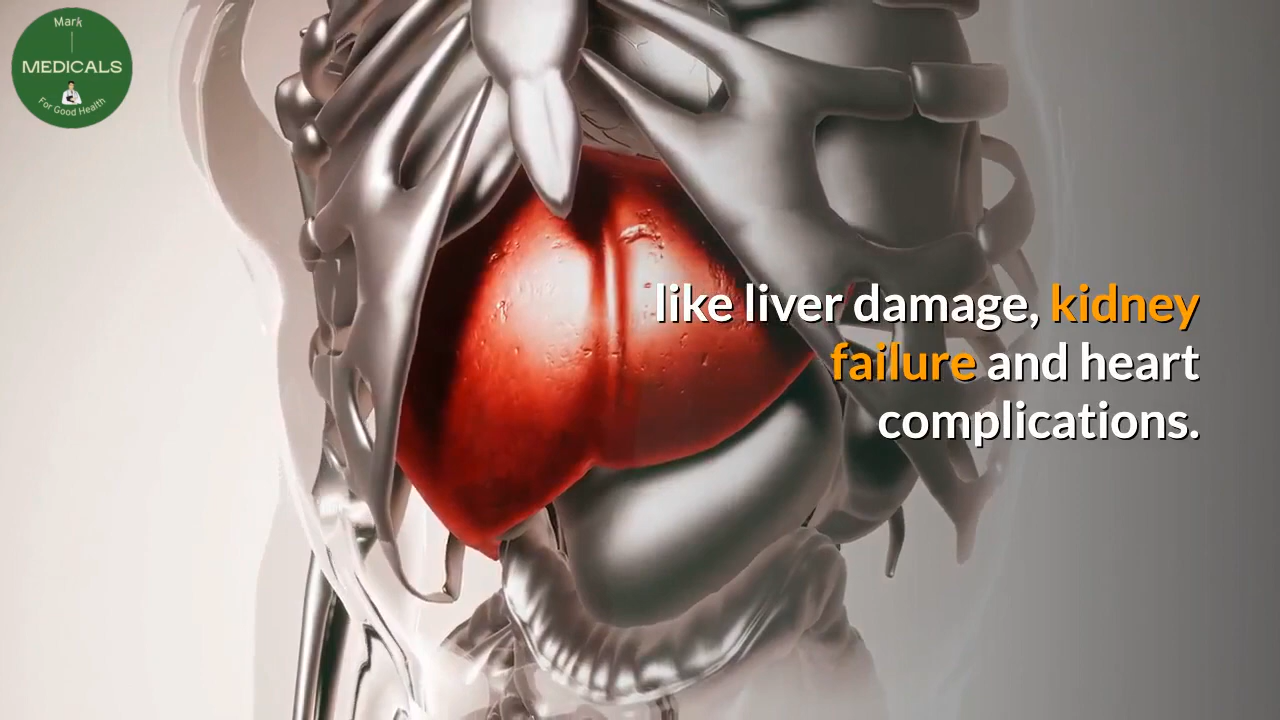 Mark
MEDICALS
For Good Health
like liver damage, kidney
failure and heart
complications.